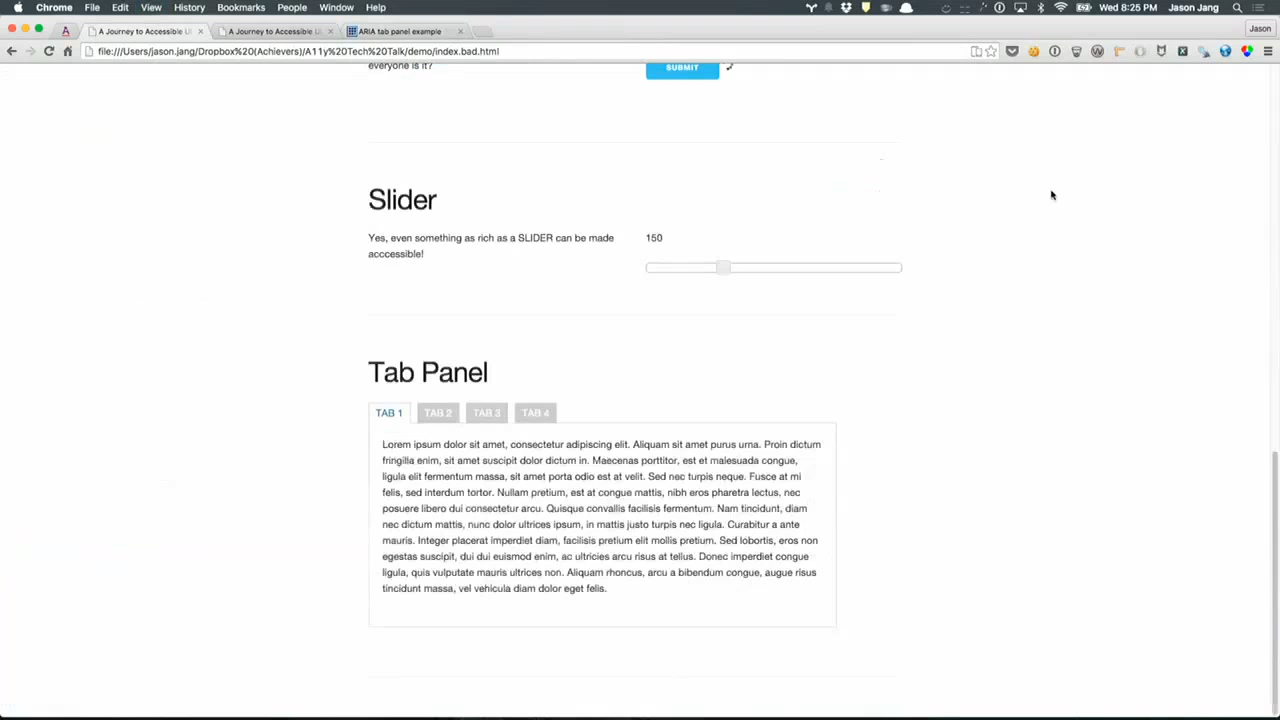 Chrome File Edit View History Bookmarks People Window Help Wed 8:25 PM Jason Jang
A Journey to Accessible U A Journey to Accessible U ARIA tab panel example Jason
file:///Users/jason.jang/Dropbox%20(Achievers)/A11y%20Tech%20Talk/demo/index.bad.html
everyone is it?
SUBMIT
Slider
Yes, even something as rich as a SLIDER can be made
acccessible!
150
Tab Panel
TAB 1 TAB 2 TAB 3 TAB 4
Lorem ipsum dolor sit amet, consectetur adipiscing elit. Aliquam sit amet purus urna. Proin dictum
fringilla enim, sit amet suscipit dolor dictum in. Maecenas porttitor, est et malesuada congue,
ligula elit fermentum massa, sit amet porta odio est at velit. Sed nec turpis neque. Fusce at mi
felis, sed interdum tortor. Nullam pretium, est at congue mattis, nibh eros pharetra lectus, nec
posuere libero dui consectetur arcu. Quisque convallis facilisis fermentum. Nam tincidunt, diam
nec dictum mattis, nunc dolor ultrices ipsum, in mattis justo turpis nec ligula. Curabitur a ante
mauris. Integer placerat imperdiet diam, facilisis pretium elit mollis pretium. Sed lobortis, eros non
egestas suscipit, dui dui euismod enim, ac ultricies arcu risus at tellus. Donec imperdiet congue
ligula, quis vulputate mauris ultrices non. Aliquam rhoncus, arcu a bibendum congue, augue risus
tincidunt massa, vel vehicula diam dolor eget felis.